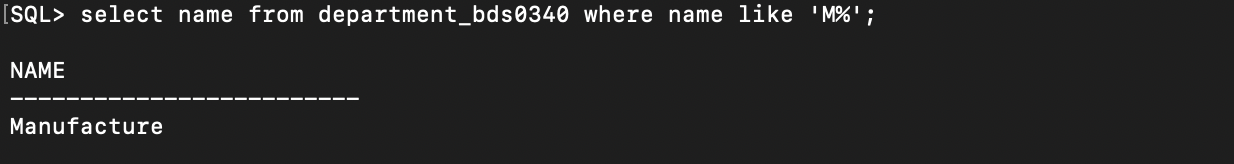 [SQL> select name from department_bds0340 where name like 'M%';
NAME
-------------------------
Manufacture